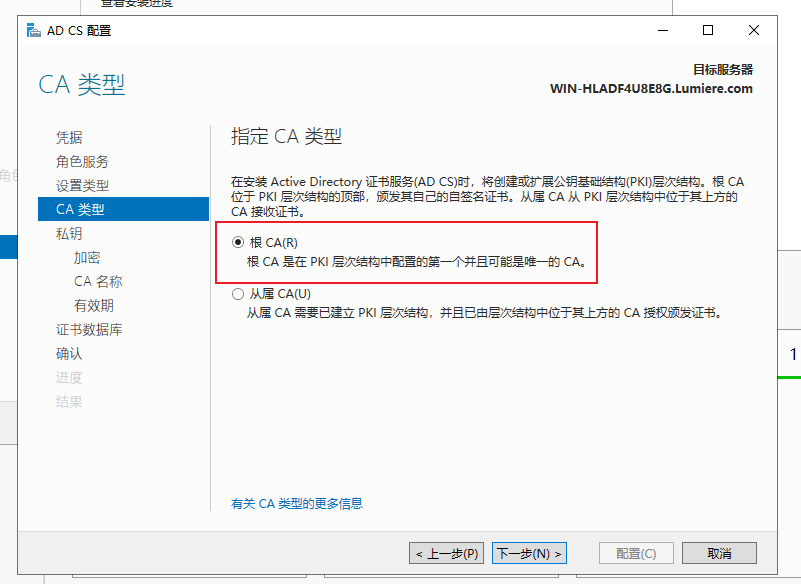 查看安装进度
AD CS 配置
CA 类型
目标服务器
WIN-HLADF4U8E8G.Lumiere.com
凭据
角色服务
设置类型
CA 类型
私钥
加密
CA 名称
有效期
证书数据库
确认
进度
结果
指定 CA 类型
在安装 Active Directory 证书服务(AD CS)时，将创建或扩展公钥基础结构(PKI)层次结构。根 CA
位于 PKI 层次结构的顶部，颁发其自己的自签名证书。从属 CA 从 PKI 层次结构中位于其上方的
CA 接收证书。
根 CA(R)
根 CA 是在 PKI 层次结构中配置的第一个并且可能是唯一的 CA。
从属 CA(U)
从属 CA 需要已建立 PKI 层次结构，并且已由层次结构中位于其上方的 CA 授权颁发证书。
有关 CA 类型的更多信息
< 上一步(P)
下一步(N) >
配置(C)
取消
角色
1